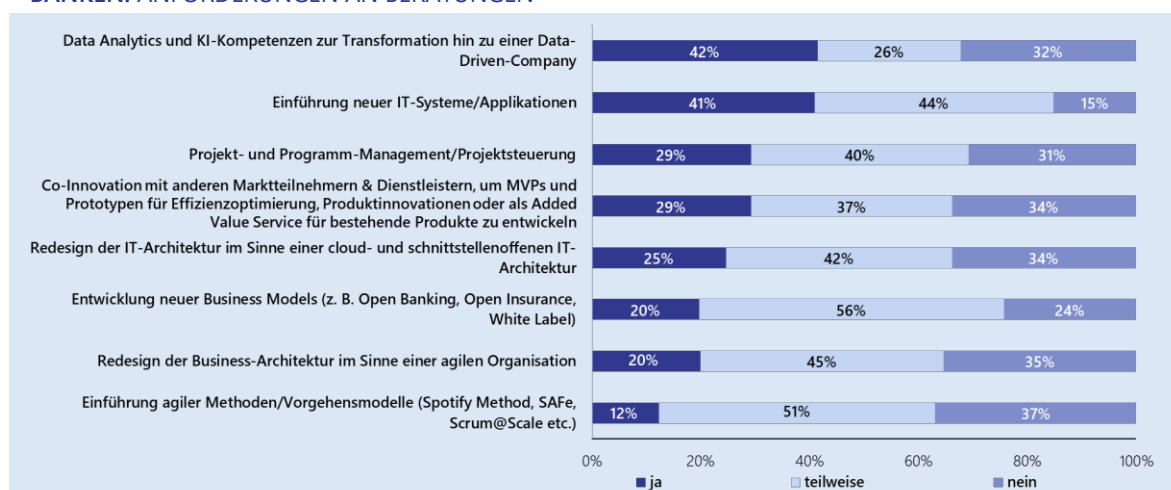 BANKEN: ANFORDERUNGEN AN BERATUNGEN
Data Analytics und KI-Kompetenzen zur Transformation hin zu einer Data-
Driven-Company
42% 26% 32%
Einführung neuer IT-Systeme/Applikationen
41% 44% 15%
Projekt- und Programm-Management/Projektsteuerung
29% 40% 31%
Co-Innovation mit anderen Marktteilnehmern & Dienstleistern, um MVPs und
Prototypen für Effizienzoptimierung, Produktinnovationen oder als Added
Value Service für bestehende Produkte zu entwickeln
29% 37% 34%
Redesign der IT-Architektur im Sinne einer cloud- und schnittstellenoffenen IT-
Architektur
25% 42% 34%
Entwicklung neuer Business Models (z. B. Open Banking, Open Insurance,
White Label)
20% 56% 24%
Redesign der Business-Architektur im Sinne einer agilen Organisation
20% 45% 35%
Einführung agiler Methoden/Vorgehensmodelle (Spotify Method, SAFe,
Scrum@Scale etc.)
12% 51% 37%
0% 20% 40% 60% 80% 100%
ja teilweise nein